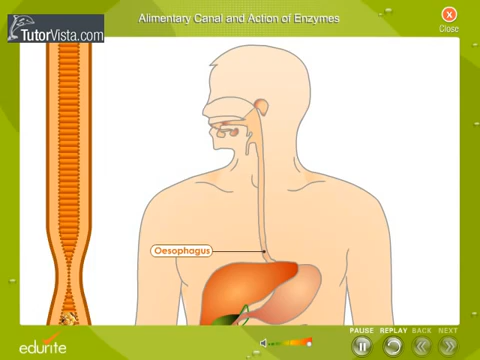 Alimentary Canal and Action of Enzymes
TutorVista.com
X
Close
Oesophagus
PAUSE REPLAY BACK NEXT
edurite